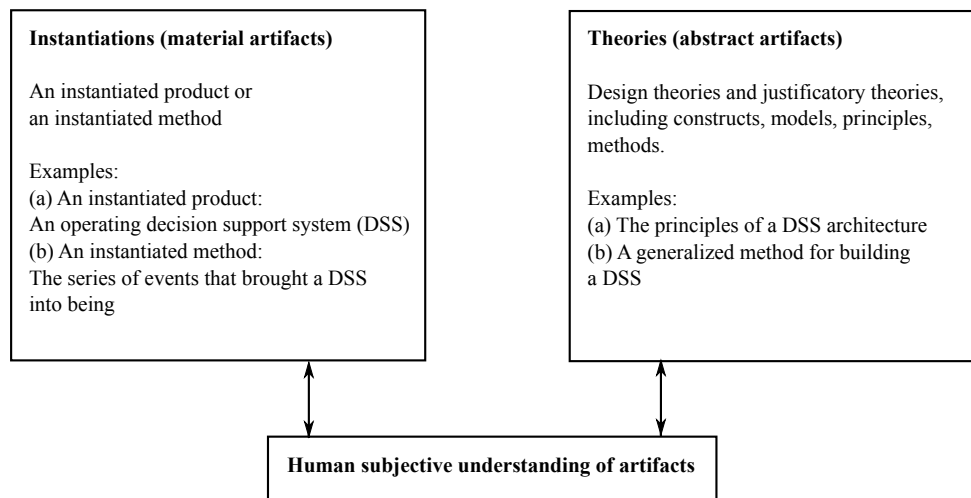 Instantiations (material artifacts)
An instantiated product or
an instantiated method
Examples:
(a) An instantiated product:
An operating decision support system (DSS)
(b) An instantiated method:
The series of events that brought a DSS
into being
Theories (abstract artifacts)
Design theories and justificatory theories,
including constructs, models, principles,
methods.
Examples:
(a) The principles of a DSS architecture
(b) A generalized method for building
a DSS
Human subjective understanding of artifacts